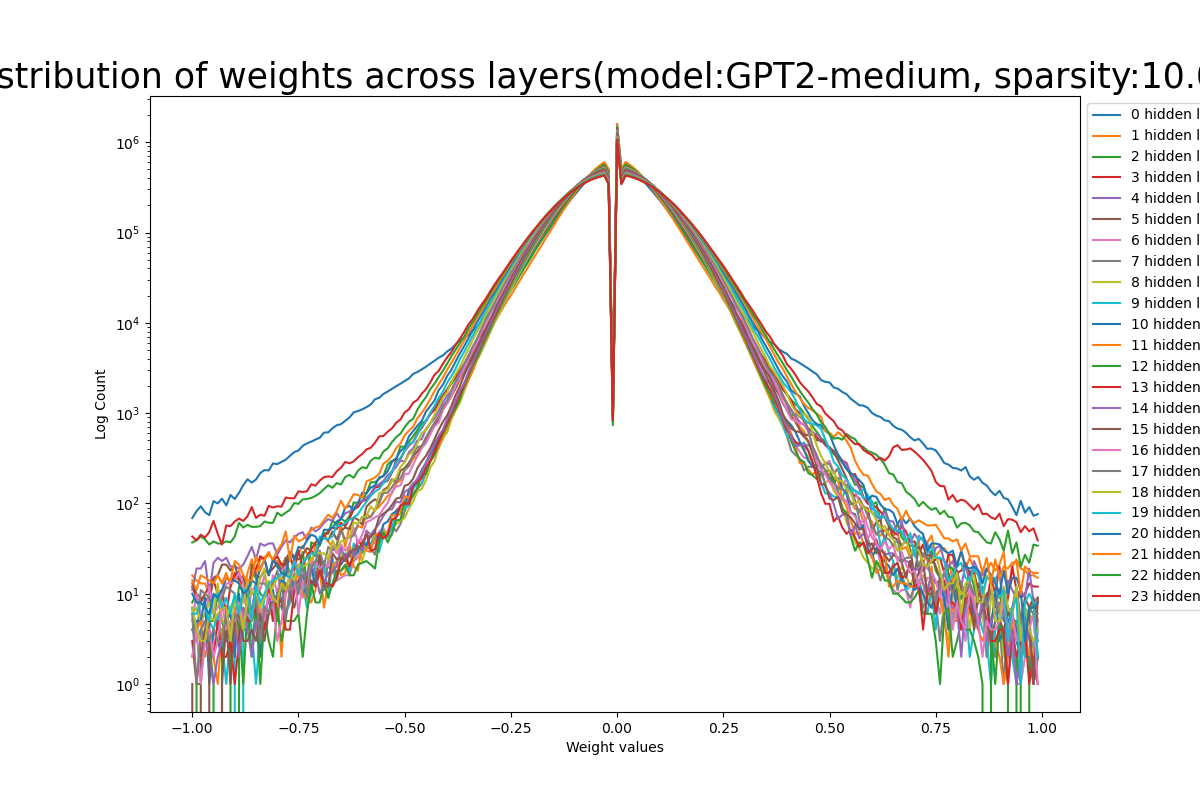 stribution of weights across layers(model:GPT2-medium, sparsity:10.
10⁶
10⁵
10⁴
10³
10²
10¹
10⁰
Log Count
−1.00
−0.75
−0.50
−0.25
0.00
0.25
0.50
0.75
1.00
Weight values
0 hidden l
1 hidden l
2 hidden l
3 hidden l
4 hidden l
5 hidden l
6 hidden l
7 hidden l
8 hidden l
9 hidden l
10 hidden
11 hidden
12 hidden
13 hidden
14 hidden
15 hidden
16 hidden
17 hidden
18 hidden
19 hidden
20 hidden
21 hidden
22 hidden
23 hidden